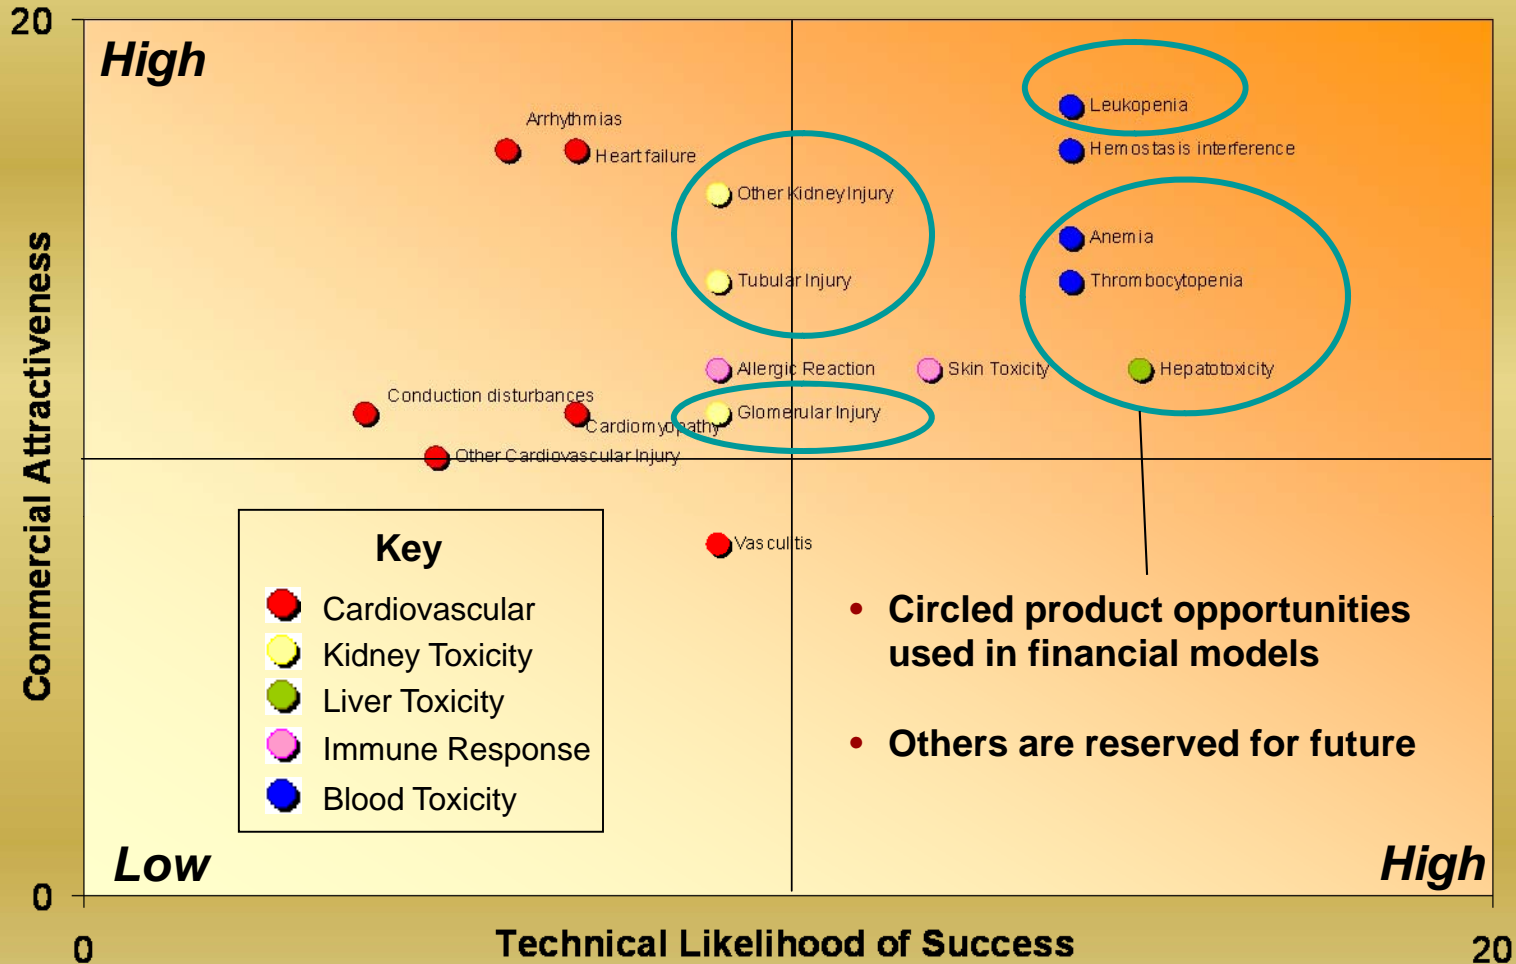 20
High
Leukopenia
Arrhythmias
Heart failure
Hemostasis interference
Other Kidney Injury
Anemia
Tubular Injury
Thrombocytopenia
Allergic Reaction
Skin Toxicity
Hepatotoxicity
Conduction disturbances
Glomerular Injury
Cardiomyopathy
Other Cardiovascular Injury
Commercial Attractiveness
Vasculitis
Key
Cardiovascular
Kidney Toxicity
Liver Toxicity
Immune Response
Blood Toxicity
• Circled product opportunities
used in financial models
• Others are reserved for future
Low
High
0
0
Technical Likelihood of Success
20